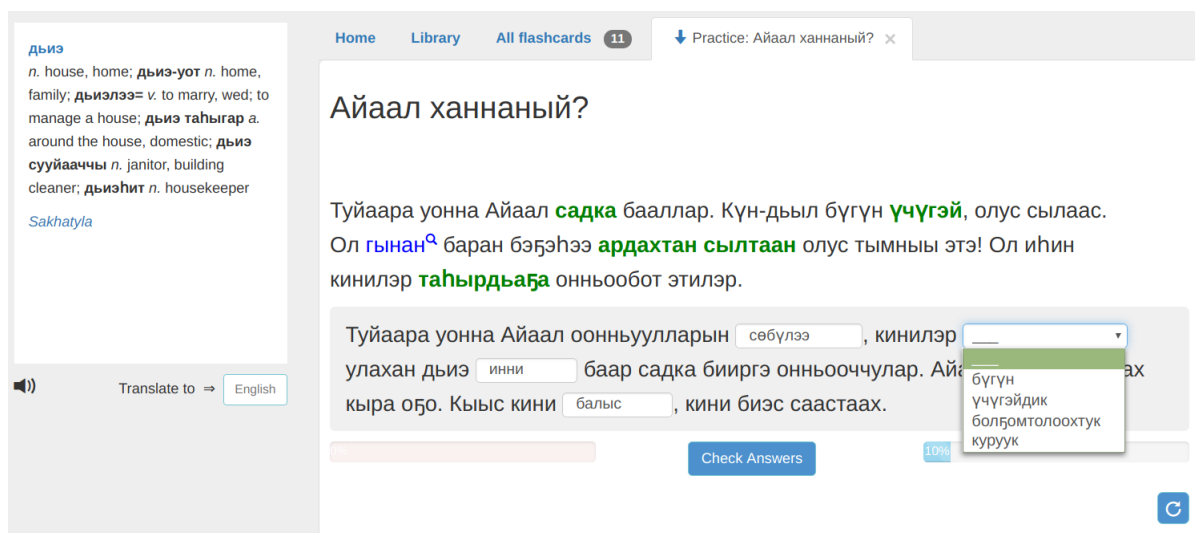 дьиэ
n. house, home; дьиэ-уот n. home,
family; дьиэлээ= v. to marry, wed; to
manage a house; дьиэ таһыгар a.
around the house, domestic; дьиэ
сууйааччы n. janitor, building
cleaner; дьиэһит n. housekeeper
Sakhatyla
Translate to ⇒ English
Home Library All flashcards 11 Practice: Айаал ханнаный? ×
Айаал ханнаный?
Туйаара уонна Айаал садка бааллар. Күн-дьыл бүгүн үчүгэй, олус сылаас.
Ол гынан баран бэҕэһээ ардахтан сылтаан олус тымныы этэ! Ол иһин
кинилэр таһырдьаҕа онньообот этилэр.
Туйаара уонна Айаал оонньуулларын сөбүлээ , кинилэр ___
улахан дьиэ инни баар садка бииргэ онньооччулар. Айа ах
кыра оҕо. Кыыс кини балыс , кини биэс саастаах.
___
бүгүн
үчүгэйдик
болҕомтолоохтук
куруук
Check Answers
10%